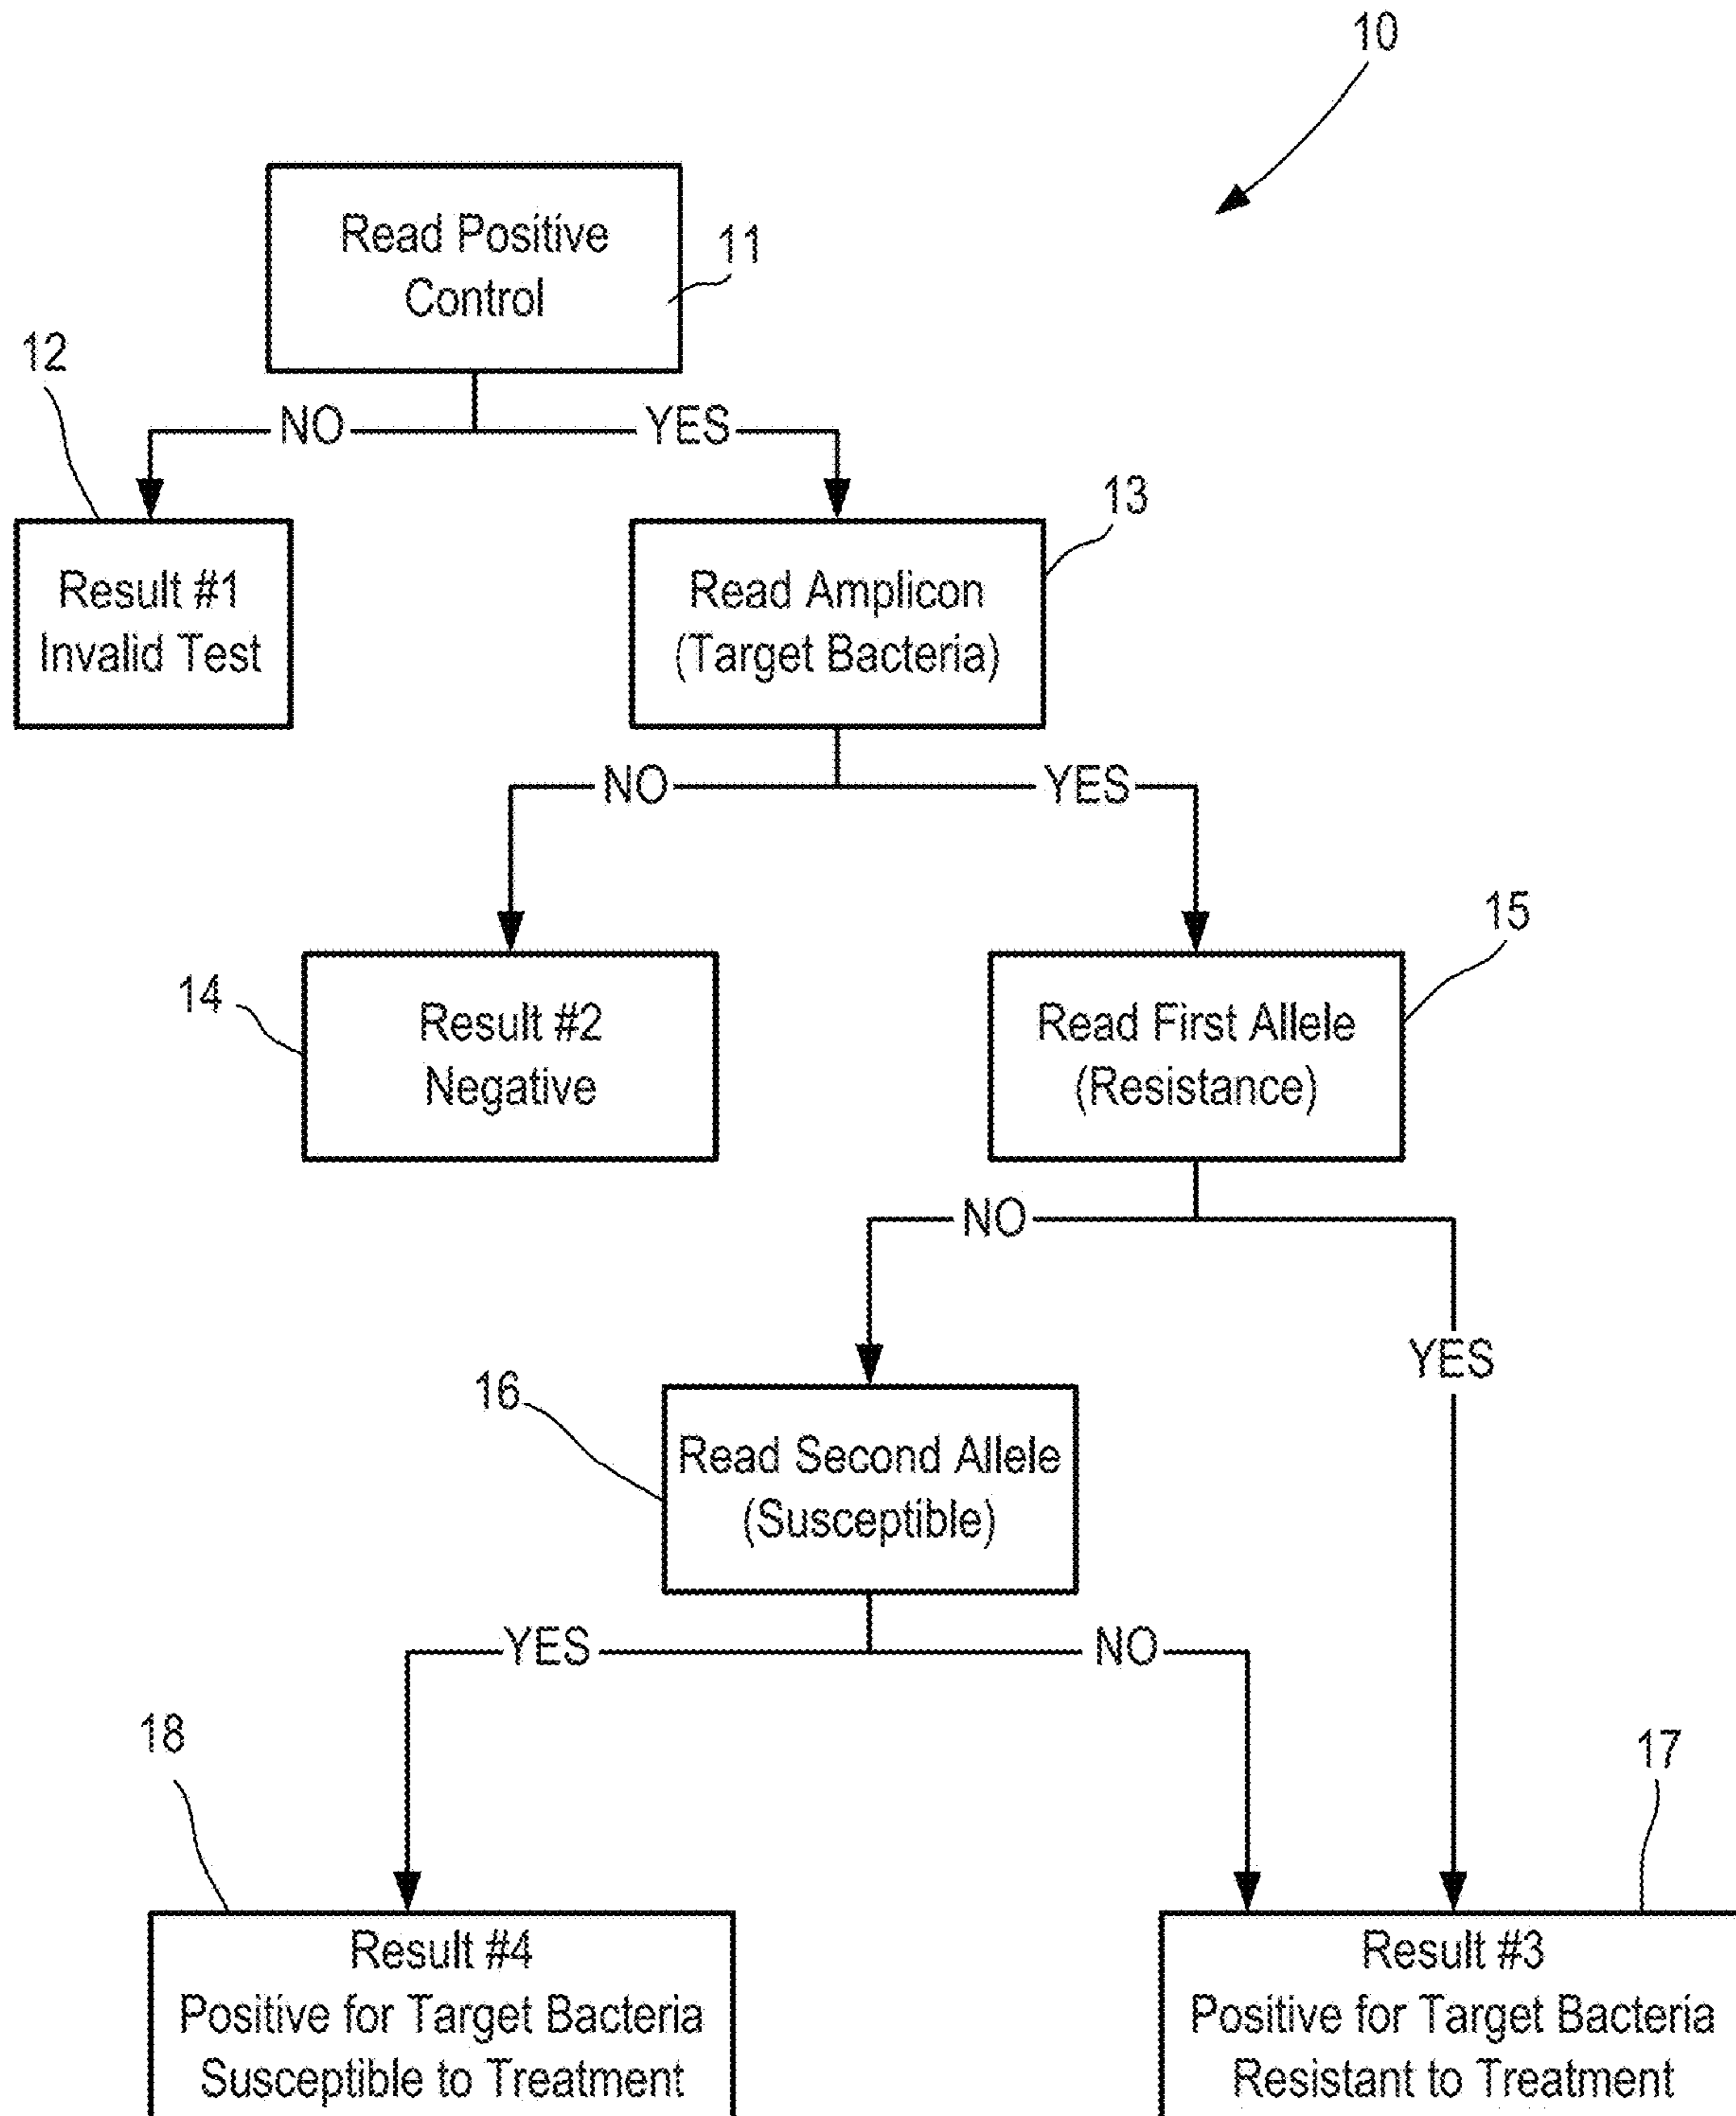 10
Read Positive
Control
11
12
NO
YES
Result #1
Invalid Test
13
Read Amplicon
(Target Bacteria)
NO
YES
14
Result #2
Negative
15
Read First Allele
(Resistance)
NO
YES
16
Read Second Allele
(Susceptible)
YES
NO
18
17
Result #4
Positive for Target Bacteria
Susceptible to Treatment
Result #3
Positive for Target Bacteria
Resistant to Treatment